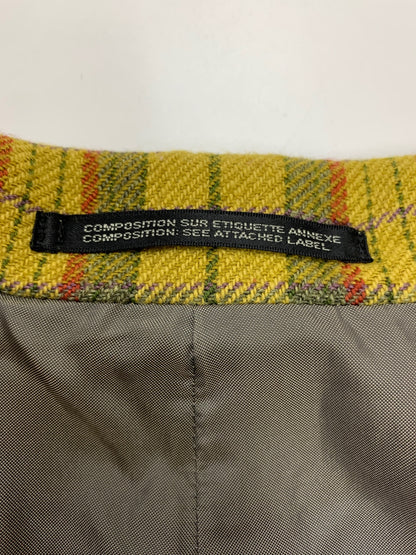 COMPOSITION SUR ETIQUETTE ANNEXE
COMPOSITION: SEE ATTACHED LABEL